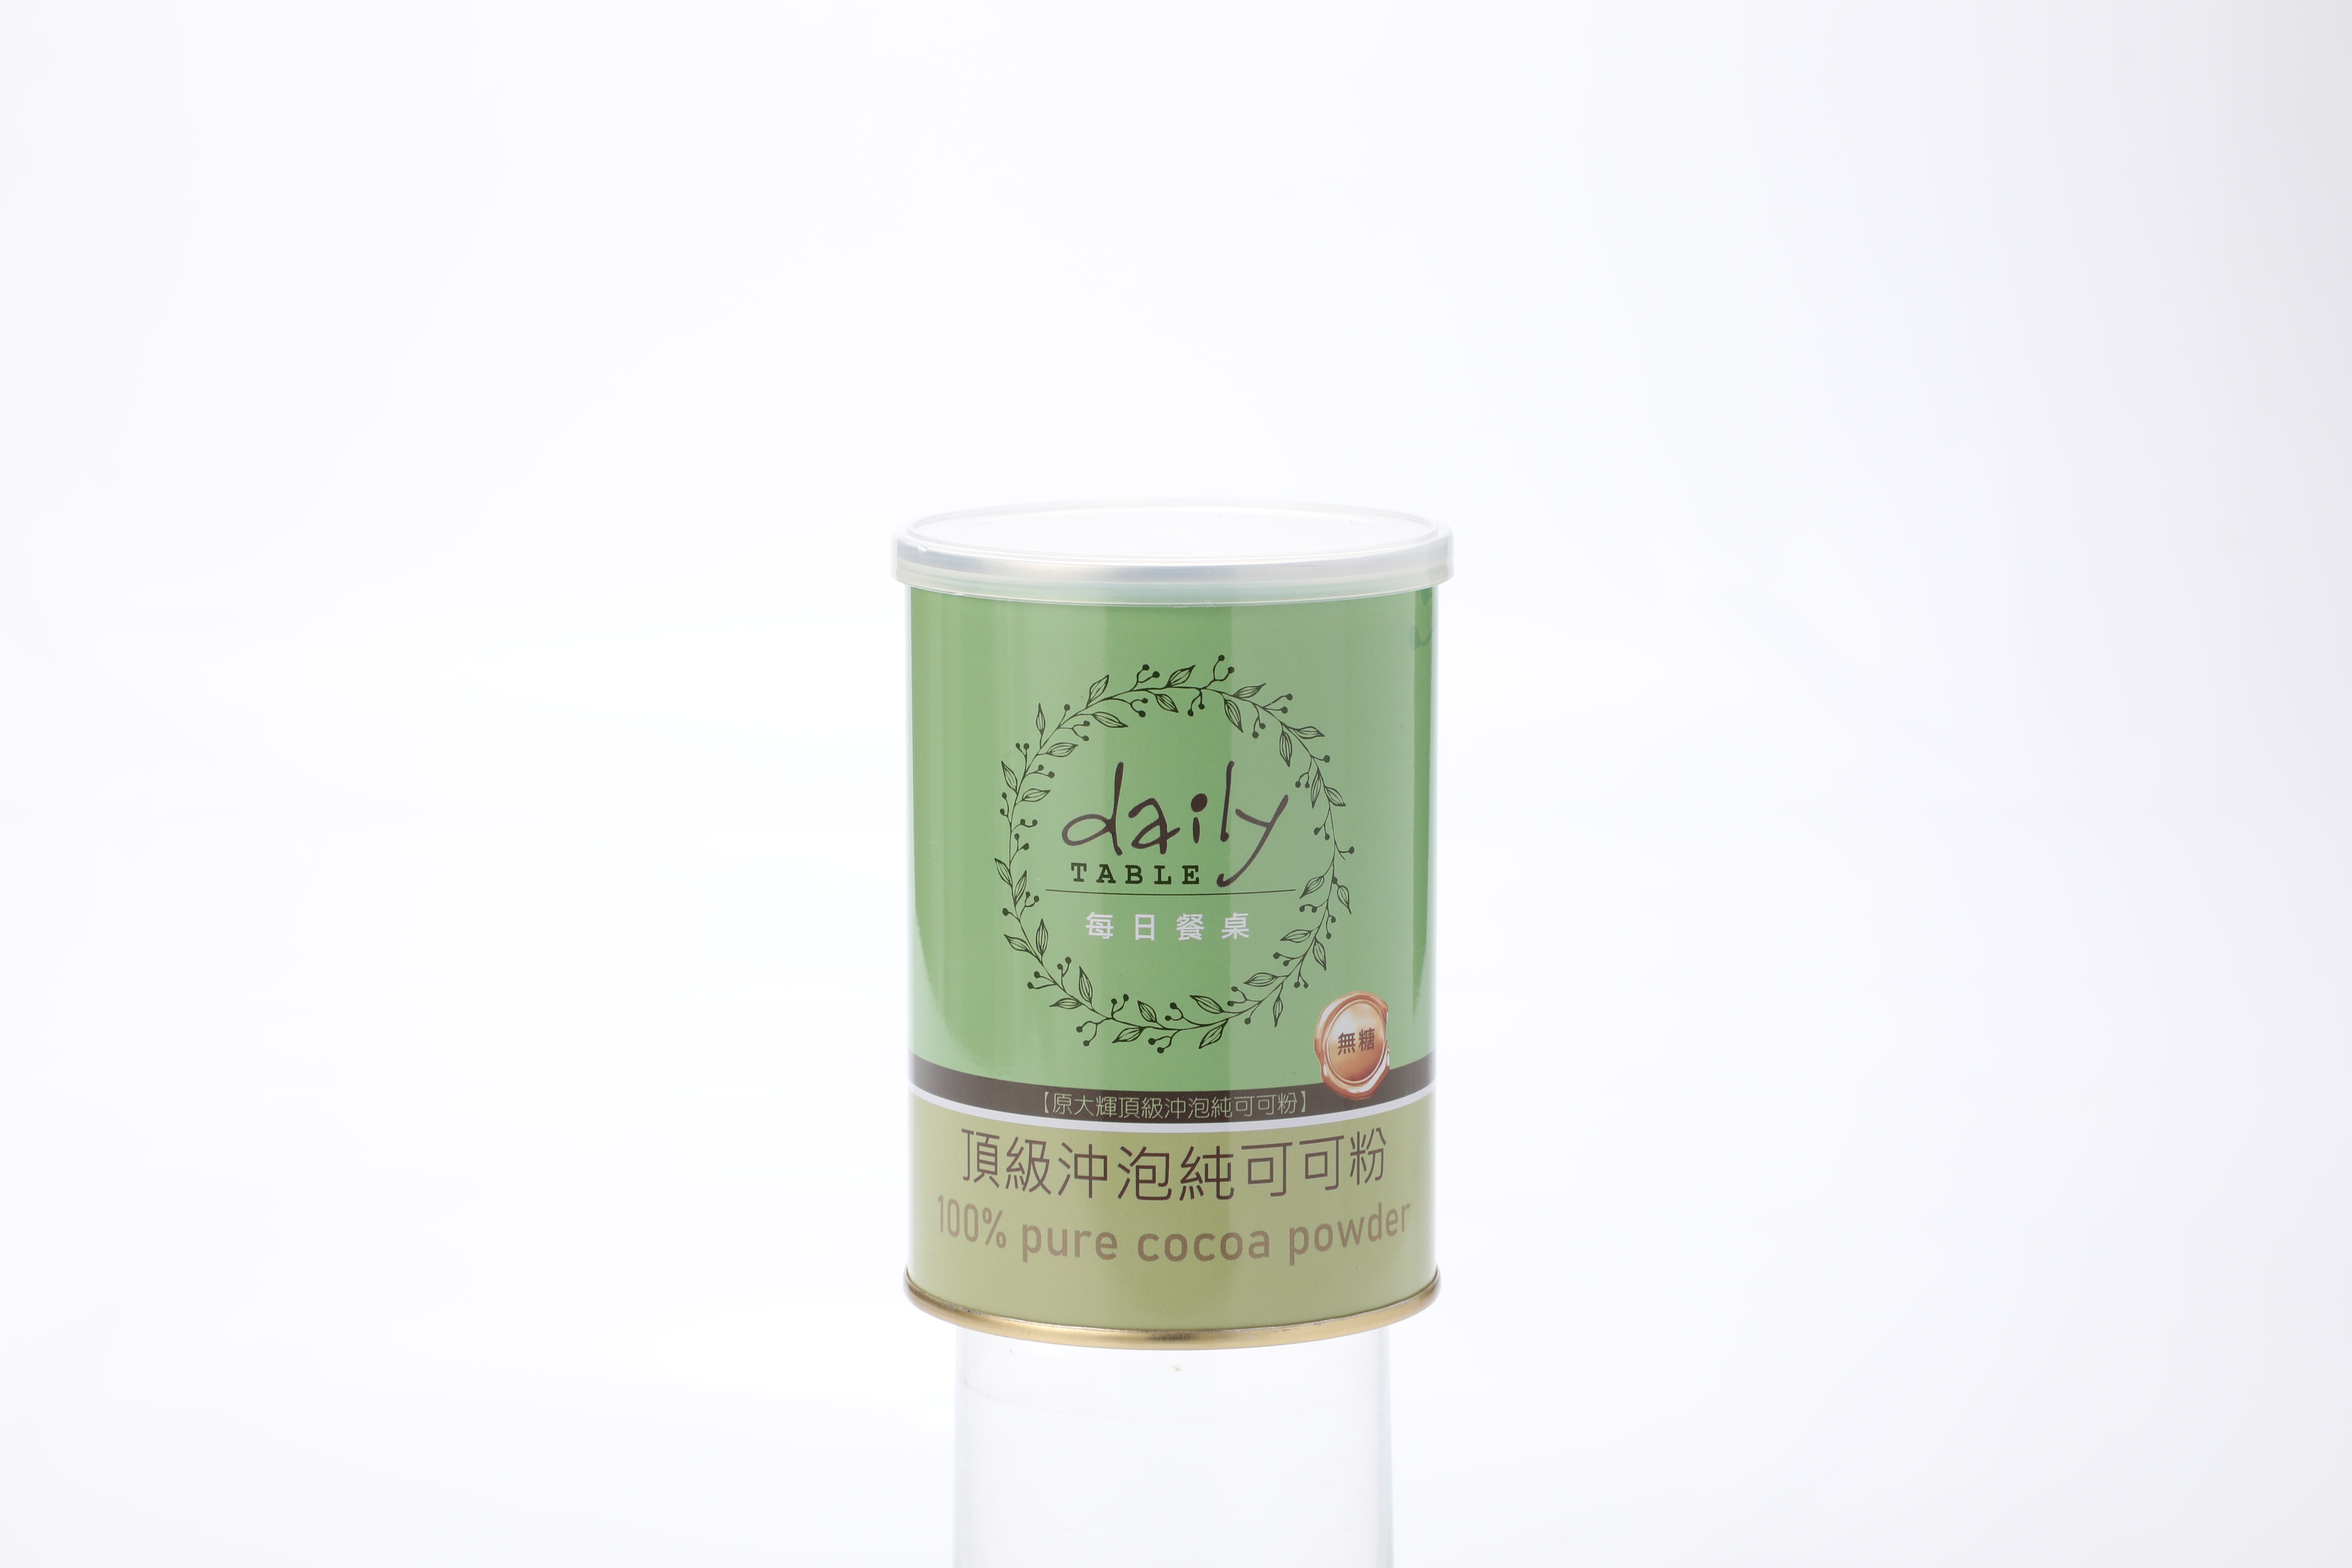 daily
TABLE
每日餐桌
無糖
【原大輝頂級沖泡純可可粉】
頂級沖泡純可可粉
100% pure cocoa powder